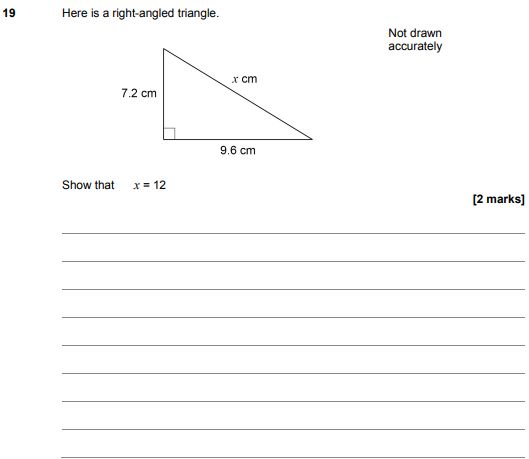 19 Here is a right-angled triangle.
Not drawn
accurately
x cm
7.2 cm
9.6 cm
Show that x = 12
[2 marks]